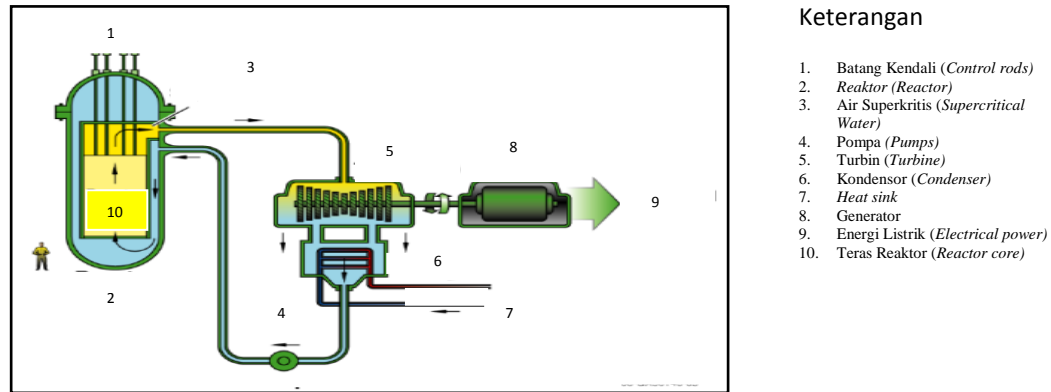 1
3
5
8
10
9
6
2
4
7
Keterangan
1. Batang Kendali (Control rods)
2. Reaktor (Reactor)
3. Air Superkritis (Supercritical
Water)
4. Pompa (Pumps)
5. Turbin (Turbine)
6. Kondensor (Condenser)
7. Heat sink
8. Generator
9. Energi Listrik (Electrical power)
10. Teras Reaktor (Reactor core)